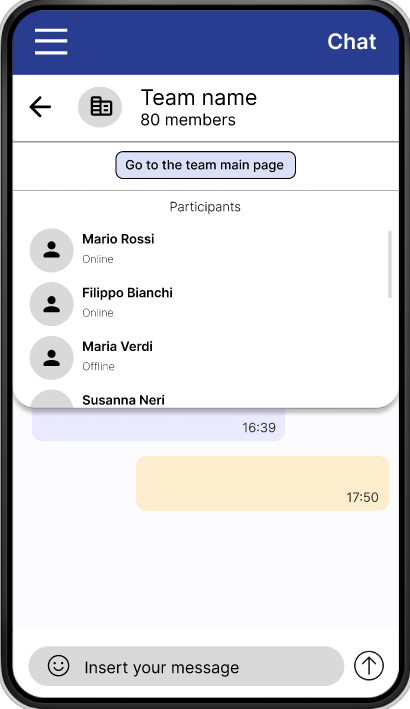 Chat
Team name
80 members
Go to the team main page
Participants
Mario Rossi
Online
Filippo Bianchi
Online
Maria Verdi
Offline
Susanna Neri
16:39
17:50
Insert your message